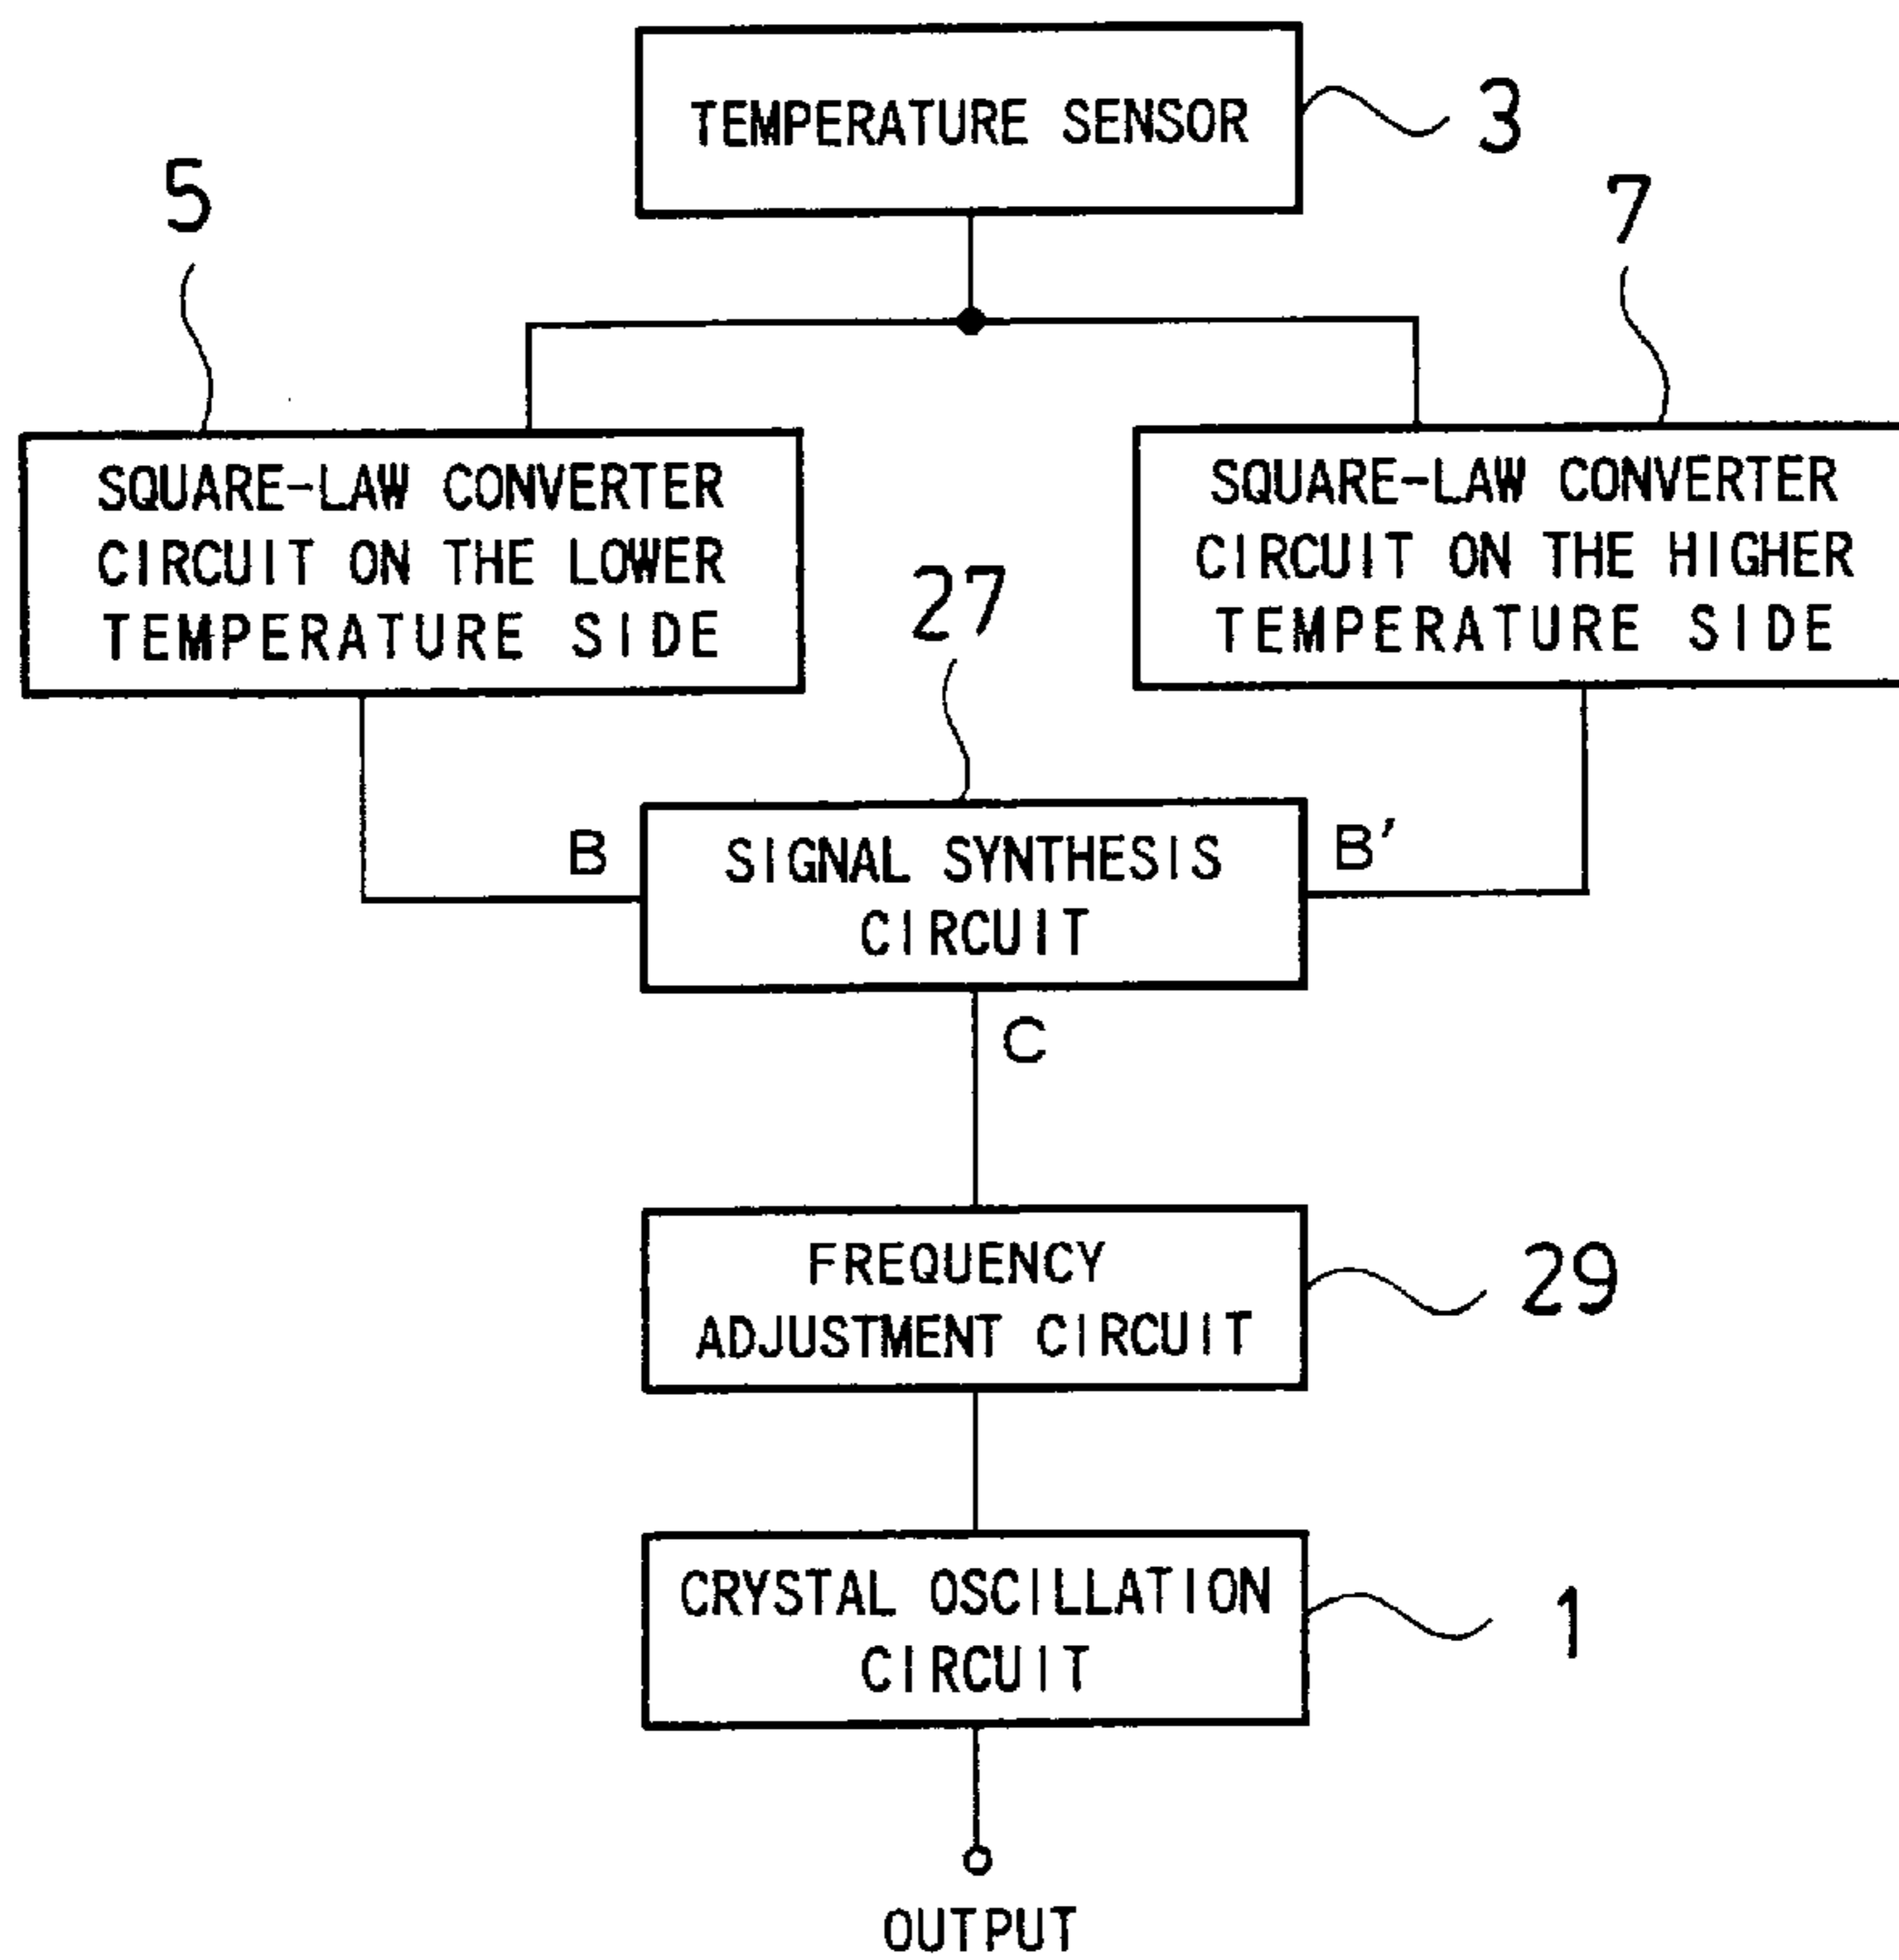 TEMPERATURE SENSOR
3
5
7
SQUARE-LAW CONVERTER
CIRCUIT ON THE LOWER
TEMPERATURE SIDE
SQUARE-LAW CONVERTER
CIRCUIT ON THE HIGHER
TEMPERATURE SIDE
27
B
SIGNAL SYNTHESIS
CIRCUIT
B'
C
FREQUENCY
ADJUSTMENT CIRCUIT
29
CRYSTAL OSCILLATION
CIRCUIT
1
OUTPUT